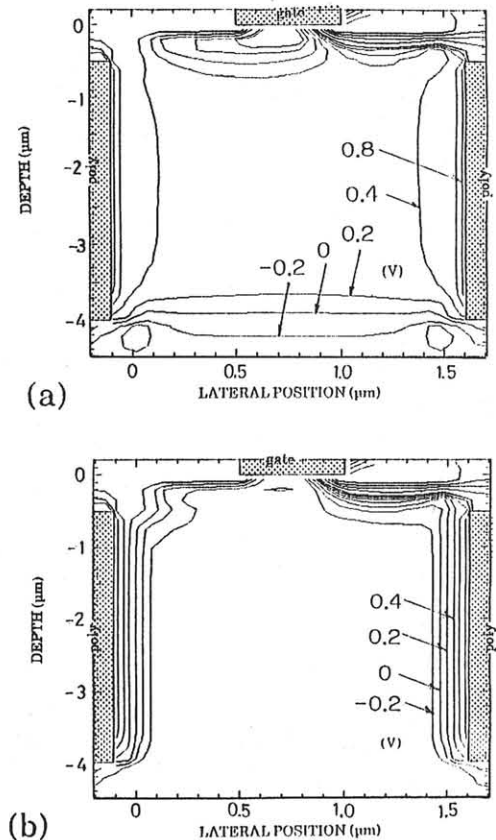 gate
0
-1
-2
-3
-4
DEPTH (μm)
poly
poly
0.8
0.4
0.2
0
-0.2
(V)
0
0.5
1.0
1.5
LATERAL POSITION (μm)
(a)
gate
0
-1
-2
-3
-4
DEPTH (μm)
poly
poly
0.4
0.2
0
-0.2
(V)
0
0.5
1.0
1.5
LATERAL POSITION (μm)
(b)